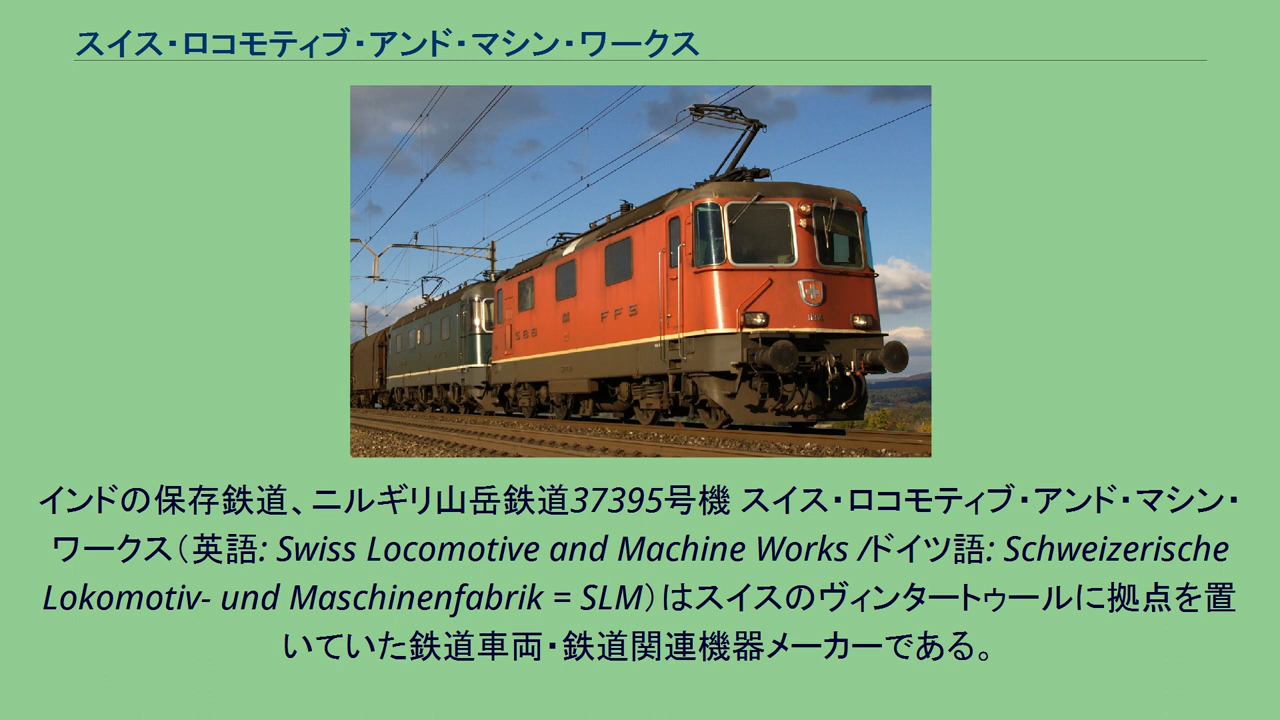 スイス・ロコモティブ・アンド・マシン・ワークス
SBB
FFS
インドの保存鉄道、ニルギリ山岳鉄道37395号機 スイス・ロコモティブ・アンド・マシン・
ワークス（英語: Swiss Locomotive and Machine Works /ドイツ語: Schweizerische
Lokomotiv- und Maschinenfabrik = SLM）はスイスのヴィンタートゥールに拠点を置
いていた鉄道車両・鉄道関連機器メーカーである。